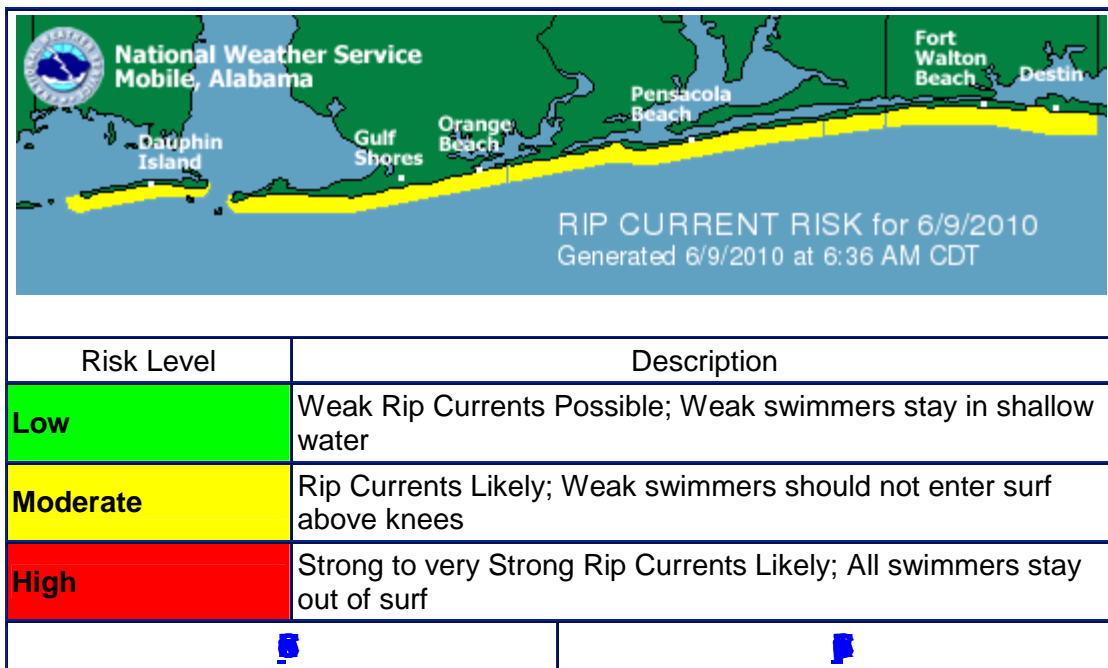 National Weather Service
Mobile, Alabama
Fort
Walton
Beach
Destin
Pensacola
Beach
Orange
Beach
Gulf
Shores
Dauphin
Island
RIP CURRENT RISK for 6/9/2010
Generated 6/9/2010 at 6:36 AM CDT
Risk Level
Description
Low
Weak Rip Currents Possible; Weak swimmers stay in shallow
water
Moderate
Rip Currents Likely; Weak swimmers should not enter surf
above knees
High
Strong to very Strong Rip Currents Likely; All swimmers stay
out of surf